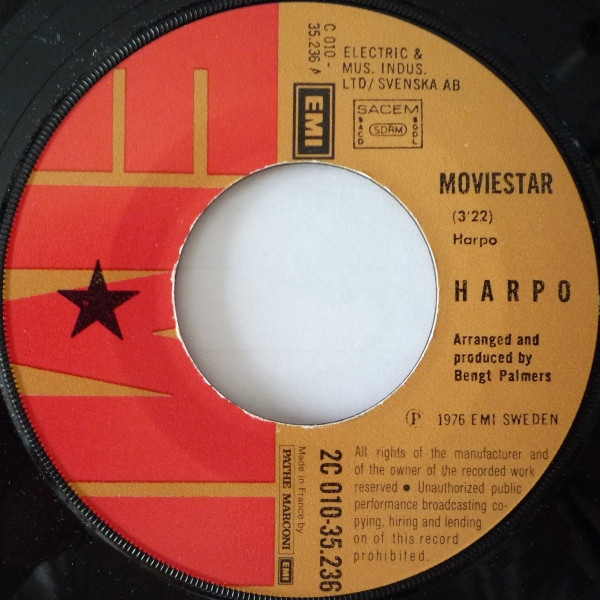 C 010 -
35.236 A
ELECTRIC &
MUS. INDUS.
LTD/ SVENSKA AB
EMI
SACEM
SACD
SDRM
SGDL
MOVIESTAR
(3'22)
Harpo
HARPO
Arranged and
produced by
Bengt Palmers
Ⓟ 1976 EMI SWEDEN
All rights of the manufacturer and
of the owner of the recorded work
reserved ● Unauthorized public
performance broadcasting co-
pying, hiring and lending
on of this record
prohibited.
2C 010-35.236
Made in France by
PATHE MARCONI
EMI